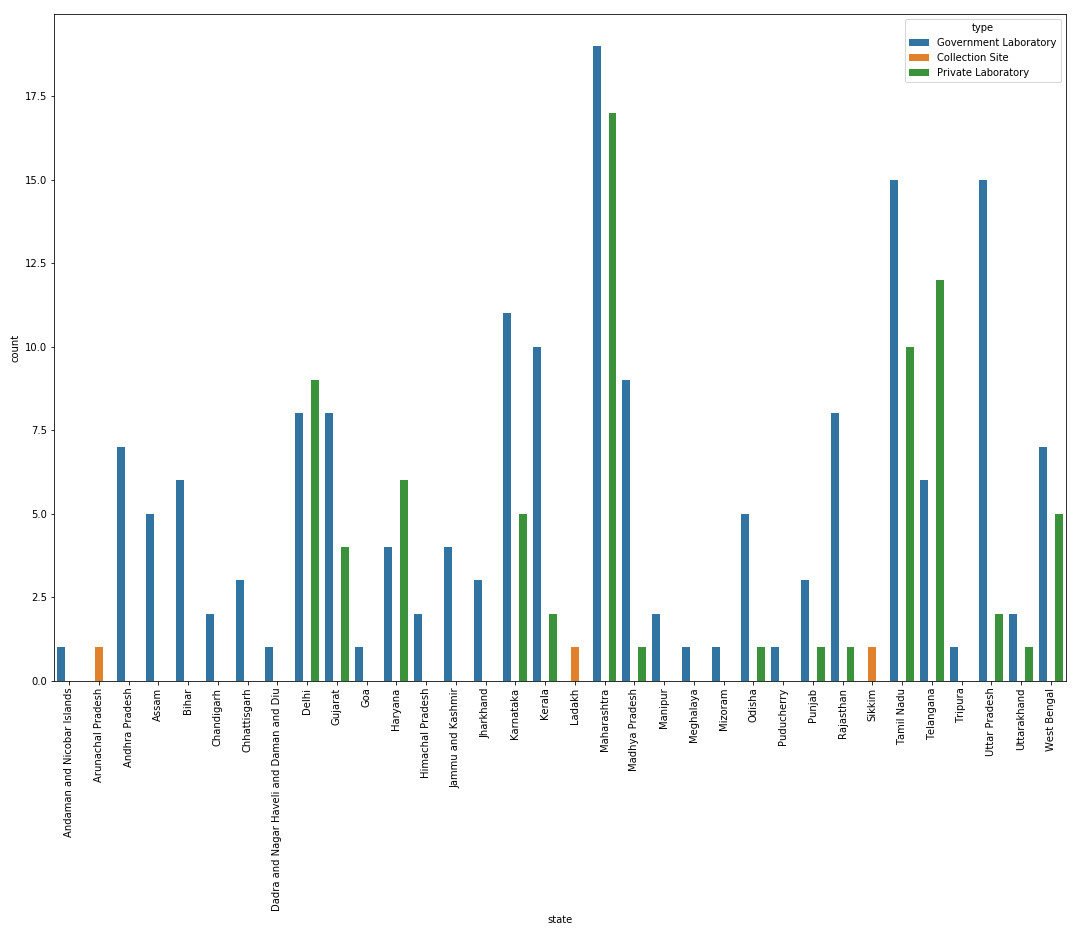 type
Government Laboratory
Collection Site
Private Laboratory
17.5
15.0
12.5
10.0
7.5
5.0
2.5
0.0
count
Andaman and Nicobar Islands
Arunachal Pradesh
Andhra Pradesh
Assam
Bihar
Chandigarh
Chhattisgarh
Dadra and Nagar Haveli and Daman and Diu
Delhi
Gujarat
Goa
Haryana
Himachal Pradesh
Jammu and Kashmir
Jharkhand
Karnataka
Kerala
Ladakh
Maharashtra
Madhya Pradesh
Manipur
Meghalaya
Mizoram
Odisha
Puducherry
Punjab
Rajasthan
Sikkim
Tamil Nadu
Telangana
Tripura
Uttar Pradesh
Uttarakhand
West Bengal
state